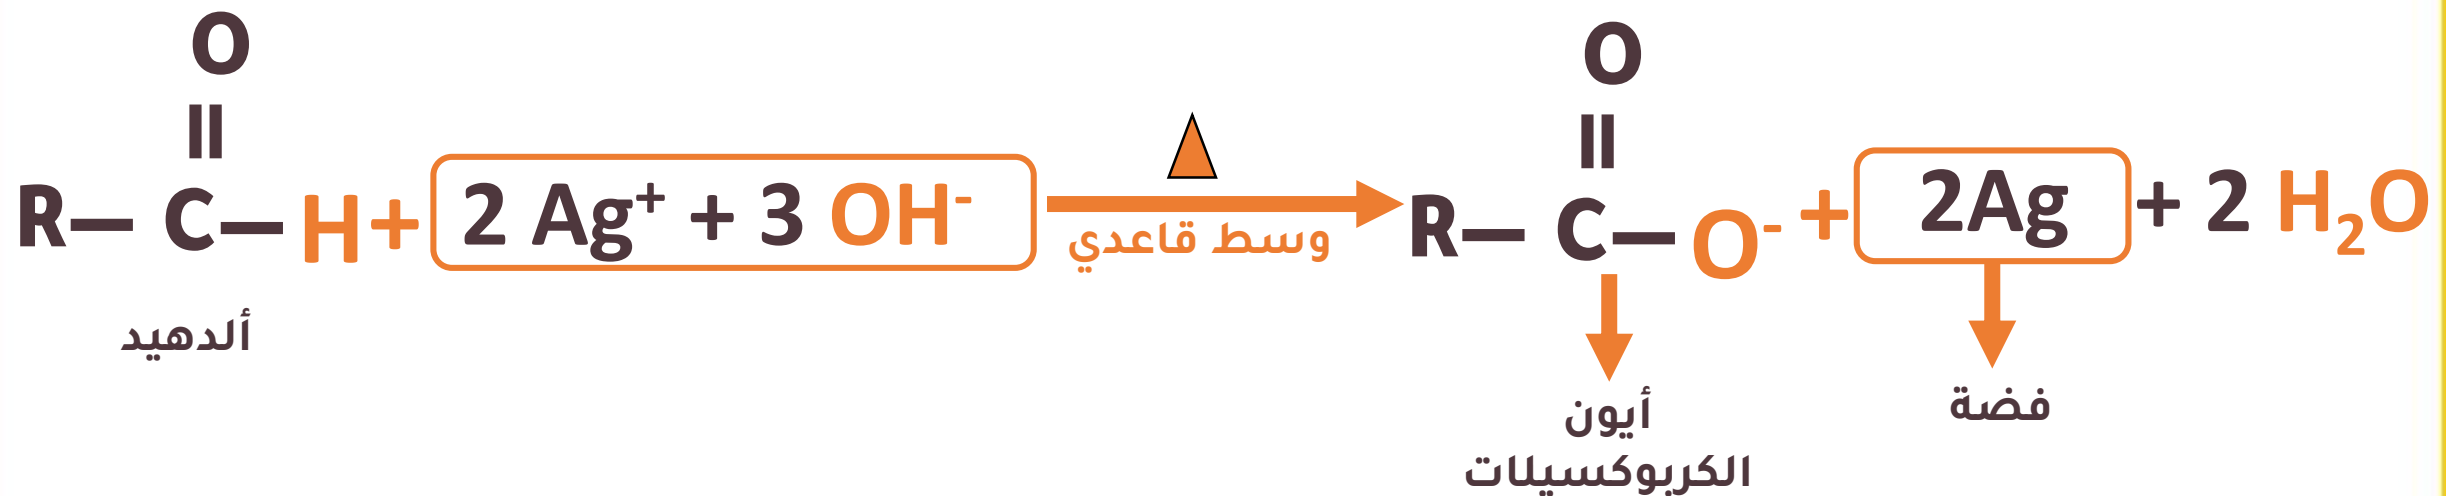 O O
|| ||
R– C–H+ 2 Ag⁺ + 3 OH⁻ Δ R– C–O⁻ + 2Ag + 2 H₂O
وسط قاعدي
ألدهيد
أيون
الكربوكسيلات
فضة